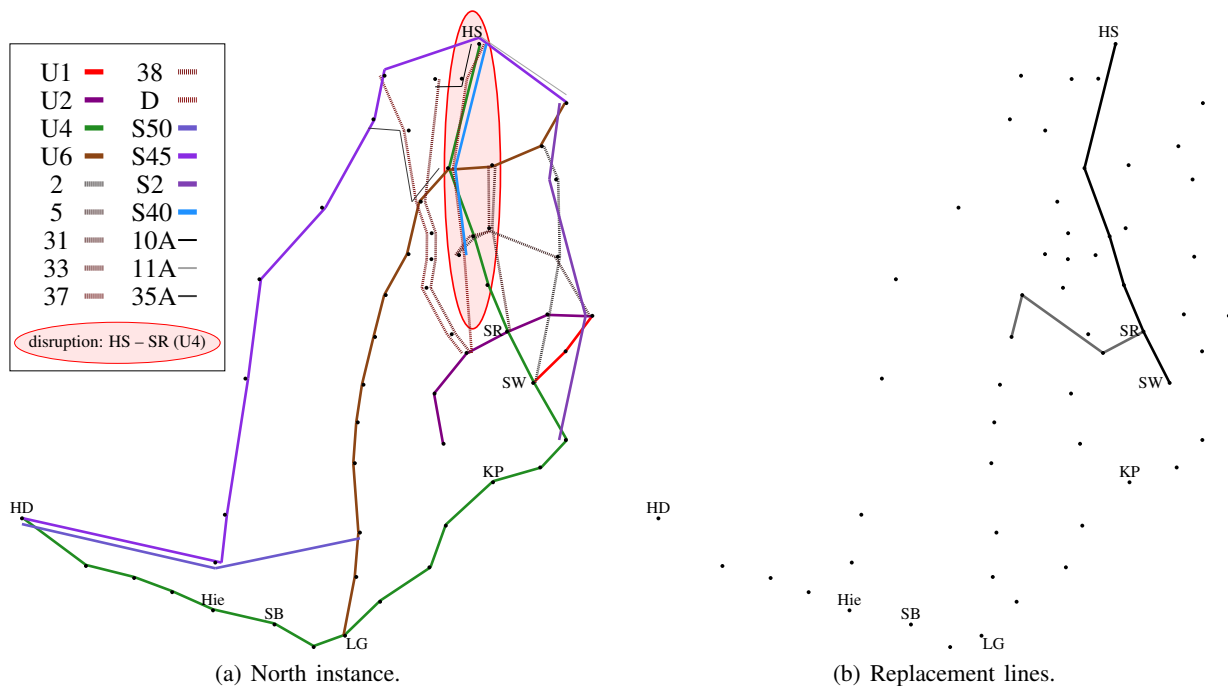 HS
HS
U1 38
U2 D
U4 S50
U6 S45
2 S2
5 S40
31 10A
33 11A
37 35A
disruption: HS – SR (U4)
SR
SR
SW
SW
KP
KP
HD
HD
Hie
SB
LG
Hie
SB
LG
(a) North instance.
(b) Replacement lines.